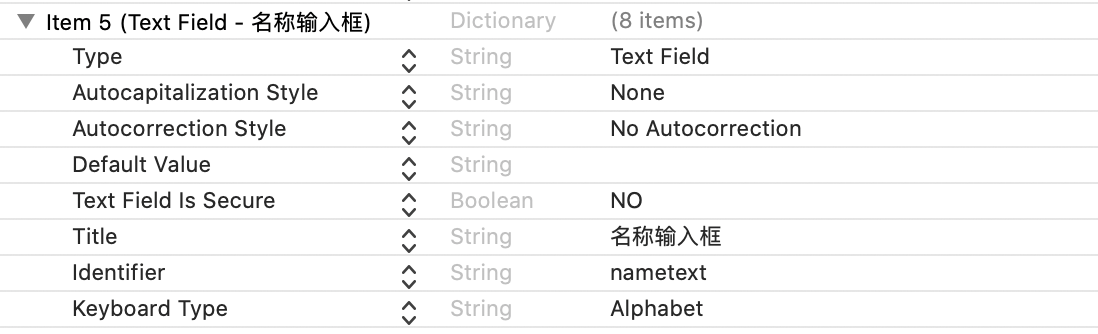 Item 5 (Text Field - 名称输入框) Dictionary (8 items)
Type String Text Field
Autocapitalization Style String None
Autocorrection Style String No Autocorrection
Default Value String
Text Field Is Secure Boolean NO
Title String 名称输入框
Identifier String nametext
Keyboard Type String Alphabet